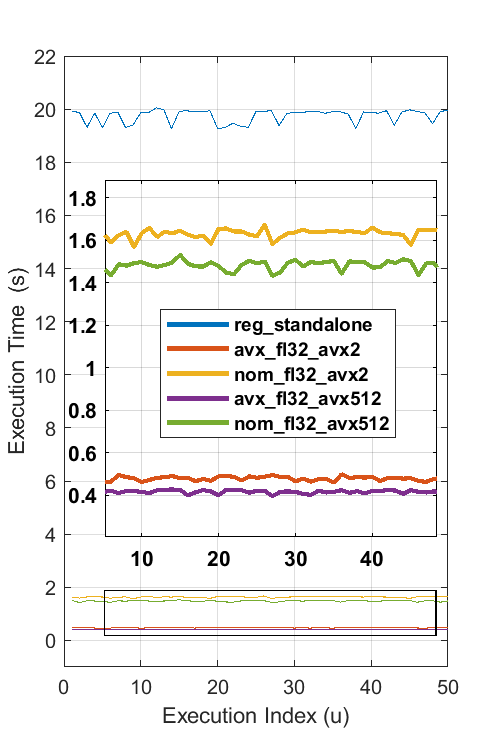 22
20
18
16
14
12
10
8
6
4
2
0
Execution Time (s)
1.8
1.6
1.4
1.2
1
0.8
0.6
0.4
reg_standalone
avx_fl32_avx2
nom_fl32_avx2
avx_fl32_avx512
nom_fl32_avx512
10 20 30 40
0 10 20 30 40 50
Execution Index (u)